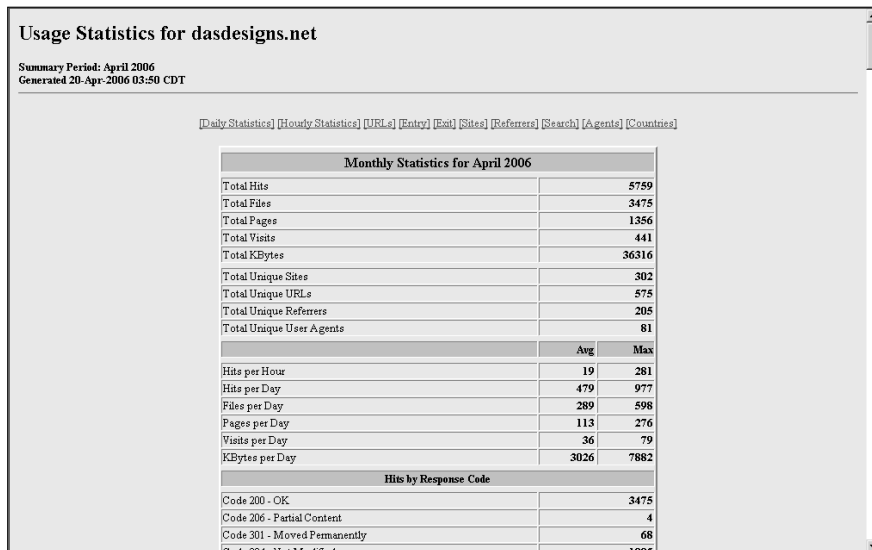 Usage Statistics for dasdesigns.net
Summary Period: April 2006
Generated 20-Apr-2006 03:50 CDT
[Daily Statistics] [Hourly Statistics] [URLs] [Entry] [Exit] [Sites] [Referrers] [Search] [Agents] [Countries]
Monthly Statistics for April 2006
Total Hits 5759
Total Files 3475
Total Pages 1356
Total Visits 441
Total KBytes 36316
Total Unique Sites 302
Total Unique URLs 575
Total Unique Referrers 205
Total Unique User Agents 81
Avg Max
Hits per Hour 19 281
Hits per Day 479 977
Files per Day 289 598
Pages per Day 113 276
Visits per Day 36 79
KBytes per Day 3026 7882
Hits by Response Code
Code 200 - OK 3475
Code 206 - Partial Content 4
Code 301 - Moved Permanently 68